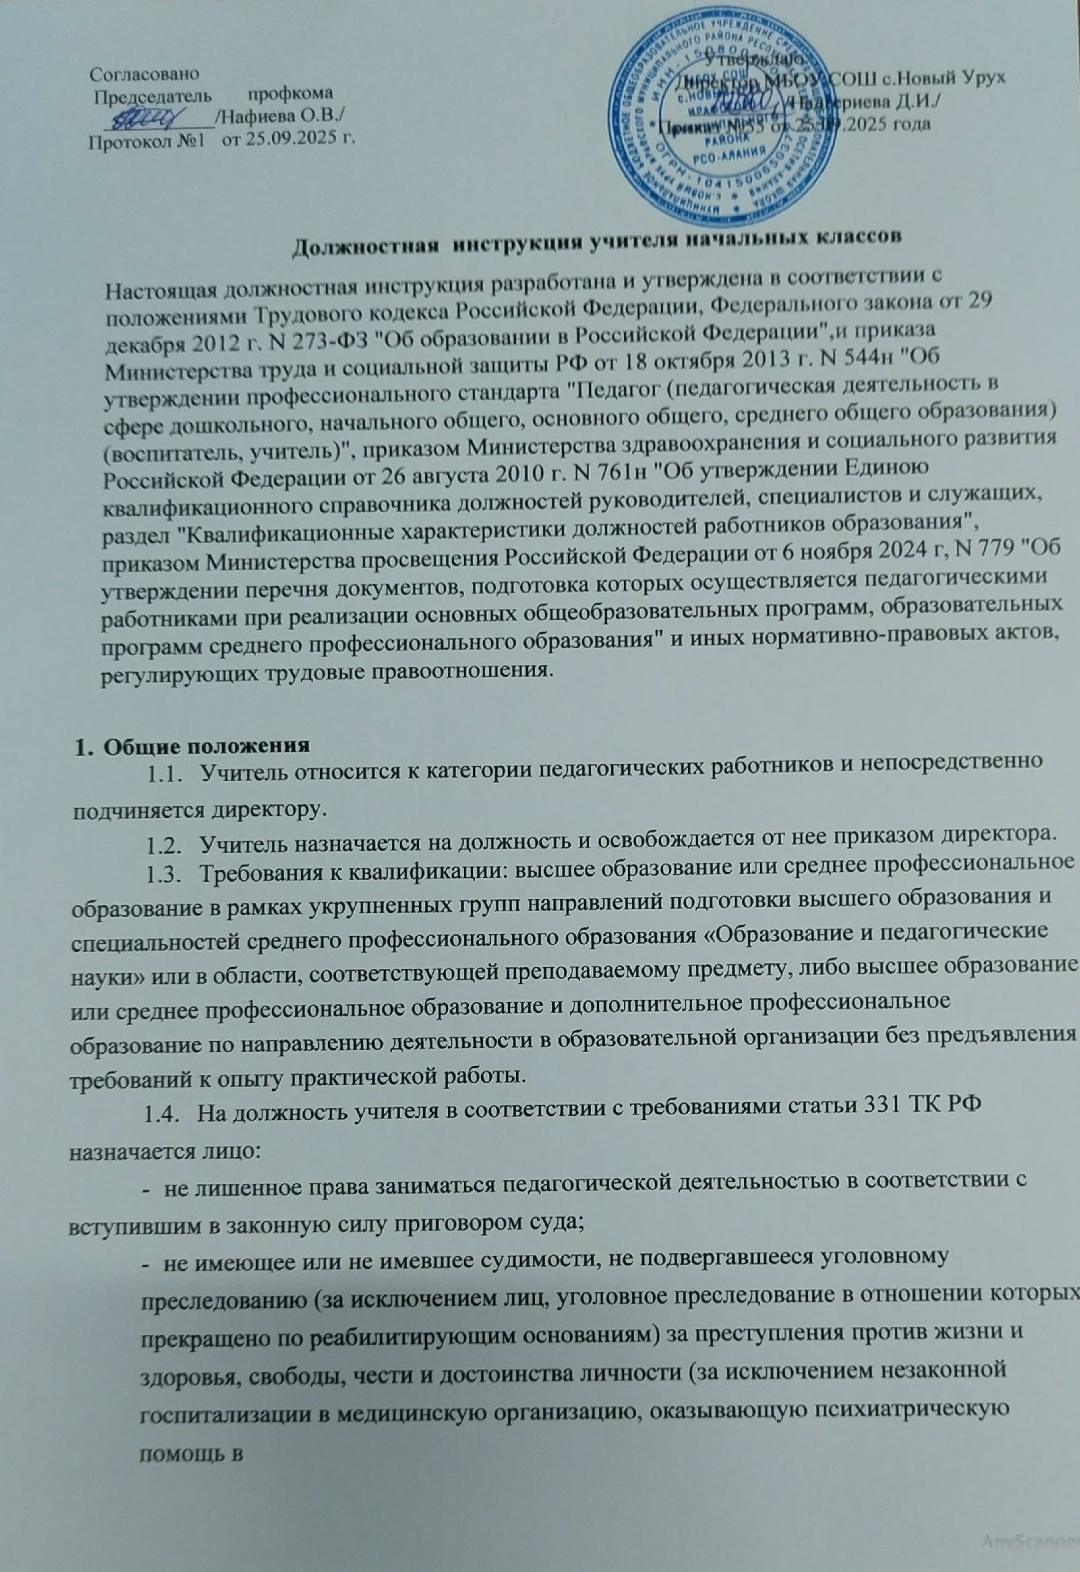 Согласовано
Председатель профкома
/Нафиева О.В./
Протокол №1 от 25.09.2025 г.
Утверждаю
Директор МБОУ СОШ с.Новый Урух
Д.И./
Приказ от 25.09.2025 года
МБОУ СОШ
РАЙОНА
РСО-АЛАНИЯ
Должностная инструкция учителя начальных классов
Настоящая должностная инструкция разработана и утверждена в соответствии с
положениями Трудового кодекса Российской Федерации, Федерального закона от 29
декабря 2012 г. N 273-ФЗ "Об образовании в Российской Федерации",и приказа
Министерства труда и социальной защиты РФ от 18 октября 2013 г. N 544н "Об
утверждении профессионального стандарта "Педагог (педагогическая деятельность в
сфере дошкольного, начального общего, основного общего, среднего общего образования)
(воспитатель, учитель)", приказом Министерства здравоохранения и социального развития
Российской Федерации от 26 августа 2010 г. N 761н "Об утверждении Единою
квалификационного справочника должностей руководителей, специалистов и служащих,
раздел "Квалификационные характеристики должностей работников образования",
приказом Министерства просвещения Российской Федерации от 6 ноября 2024 г, N 779 "Об
утверждении перечня документов, подготовка которых осуществляется педагогическими
работниками при реализации основных общеобразовательных программ, образовательных
программ среднего профессионального образования" и иных нормативно-правовых актов,
регулирующих трудовые правоотношения.
1. Общие положения
1.1. Учитель относится к категории педагогических работников и непосредственно
подчиняется директору.
1.2. Учитель назначается на должность и освобождается от нее приказом директора.
1.3. Требования к квалификации: высшее образование или среднее профессиональное
образование в рамках укрупненных групп направлений подготовки высшего образования и
специальностей среднего профессионального образования «Образование и педагогические
науки» или в области, соответствующей преподаваемому предмету, либо высшее образование
или среднее профессиональное образование и дополнительное профессиональное
образование по направлению деятельности в образовательной организации без предъявления
требований к опыту практической работы.
1.4. На должность учителя в соответствии с требованиями статьи 331 ТК РФ
назначается лицо:
- не лишенное права заниматься педагогической деятельностью в соответствии с
вступившим в законную силу приговором суда;
- не имеющее или не имевшее судимости, не подвергавшееся уголовному
преследованию (за исключением лиц, уголовное преследование в отношении которых
прекращено по реабилитирующим основаниям) за преступления против жизни и
здоровья, свободы, чести и достоинства личности (за исключением незаконной
госпитализации в медицинскую организацию, оказывающую психиатрическую
помощь в
AnyScanner